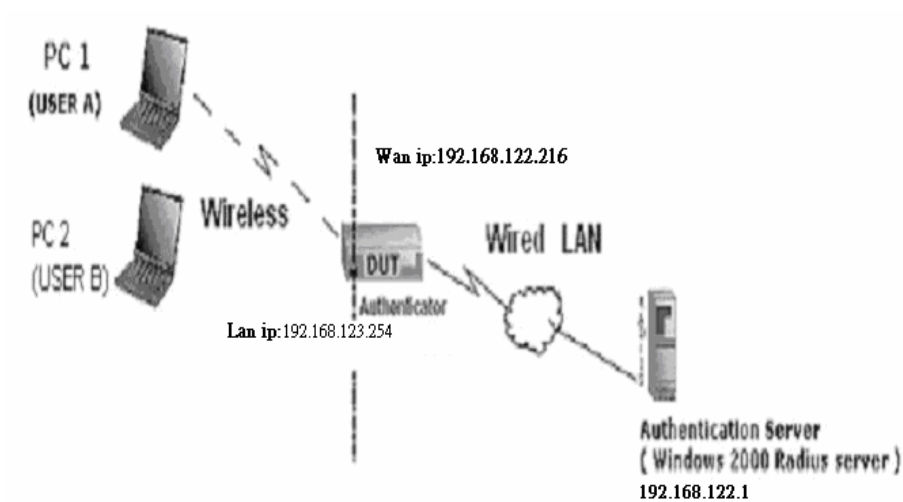 PC 1
(USER A)
Wan ip:192.168.122.216
Wireless
PC 2
(USER B)
Wired LAN
DUT
Authenticator
Lan ip:192.168.123.254
Authentication Server
( Windows 2000 Radius server )
192.168.122.1